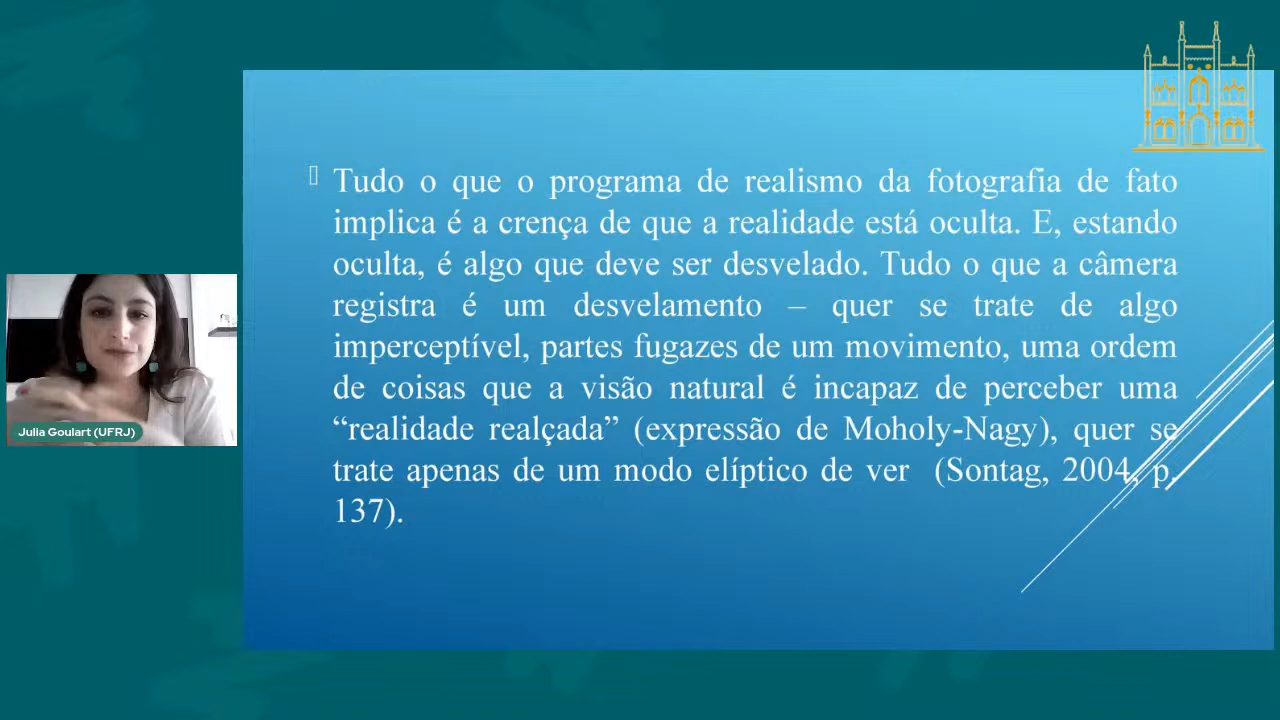 Tudo o que o programa de realismo da fotografia de fato
implica é a crença de que a realidade está oculta. E, estando
oculta, é algo que deve ser desvelado. Tudo o que a câmera
registra é um desvelamento – quer se trate de algo
imperceptível, partes fugazes de um movimento, uma ordem
de coisas que a visão natural é incapaz de perceber uma
“realidade realçada” (expressão de Moholy-Nagy), quer se
trate apenas de um modo elíptico de ver (Sontag, 2004, p.
137).
Julia Goulart (UFRJ)